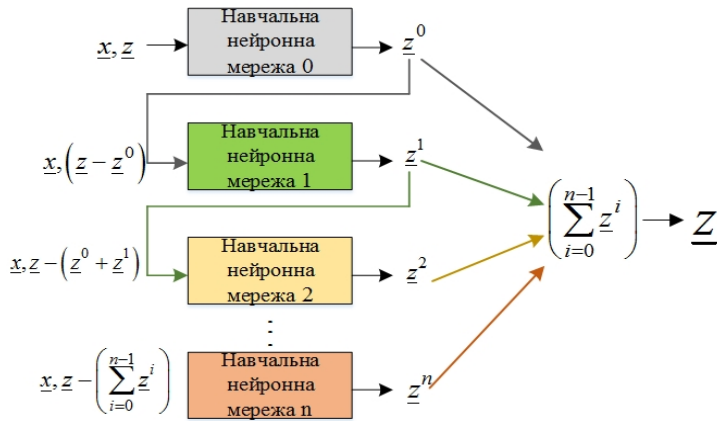 x, z
Навчальна
нейронна
мережа 0
z^0
x, (z − z^0)
Навчальна
нейронна
мережа 1
z^1
x, z − (z^0 + z^1)
Навчальна
нейронна
мережа 2
z^2
⋮
x, z − (∑_{i=0}^{n−1} z^i)
Навчальна
нейронна
мережа n
z^n
(∑_{i=0}^{n−1} z^i)
Z